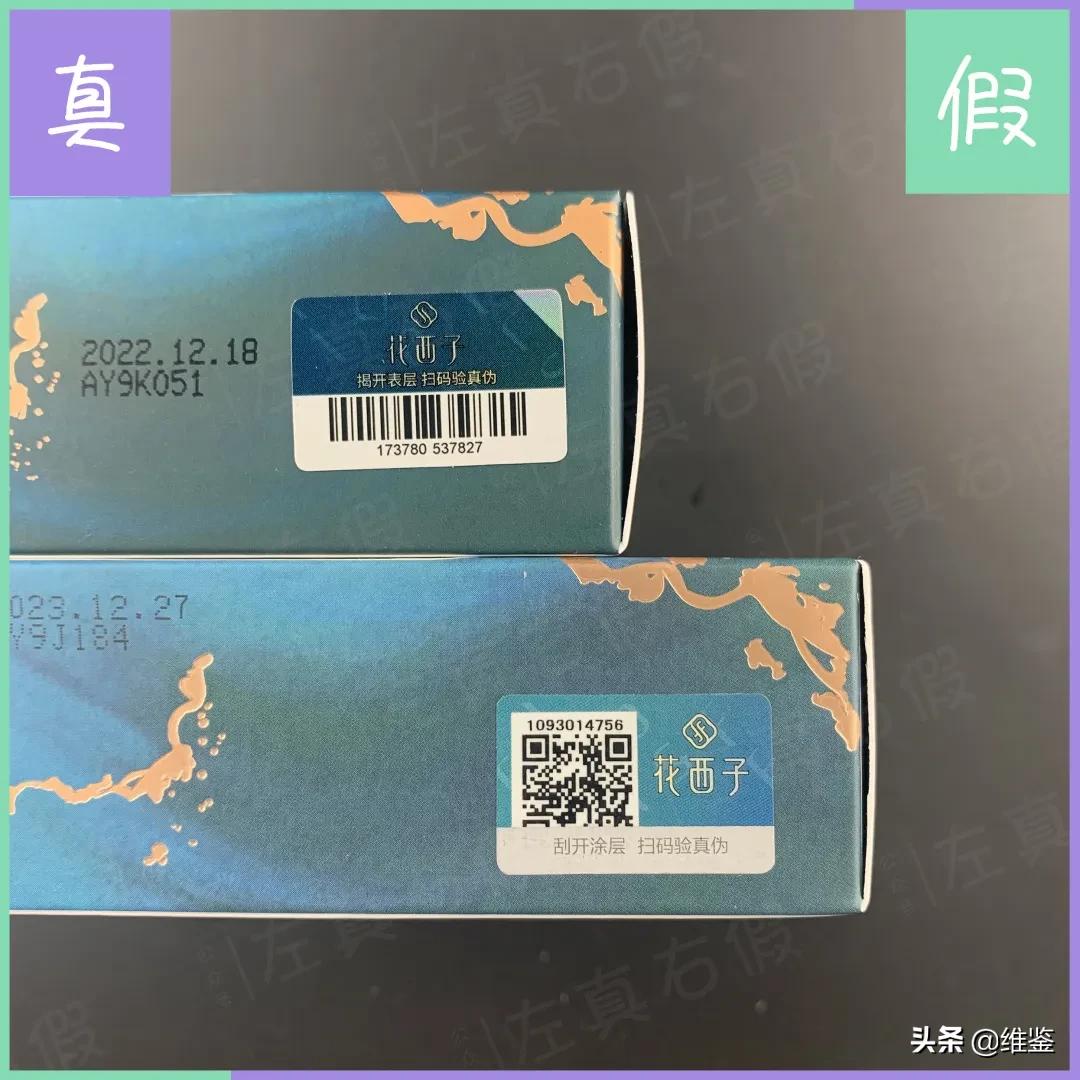 真
假
2022.12.18
AY9K051
花西子
揭开表层 扫码验真伪
173780 537827
023.12.27
Y9J184
1093014756
花西子
刮开涂层 扫码验真伪
左真右假
头条 @维鉴